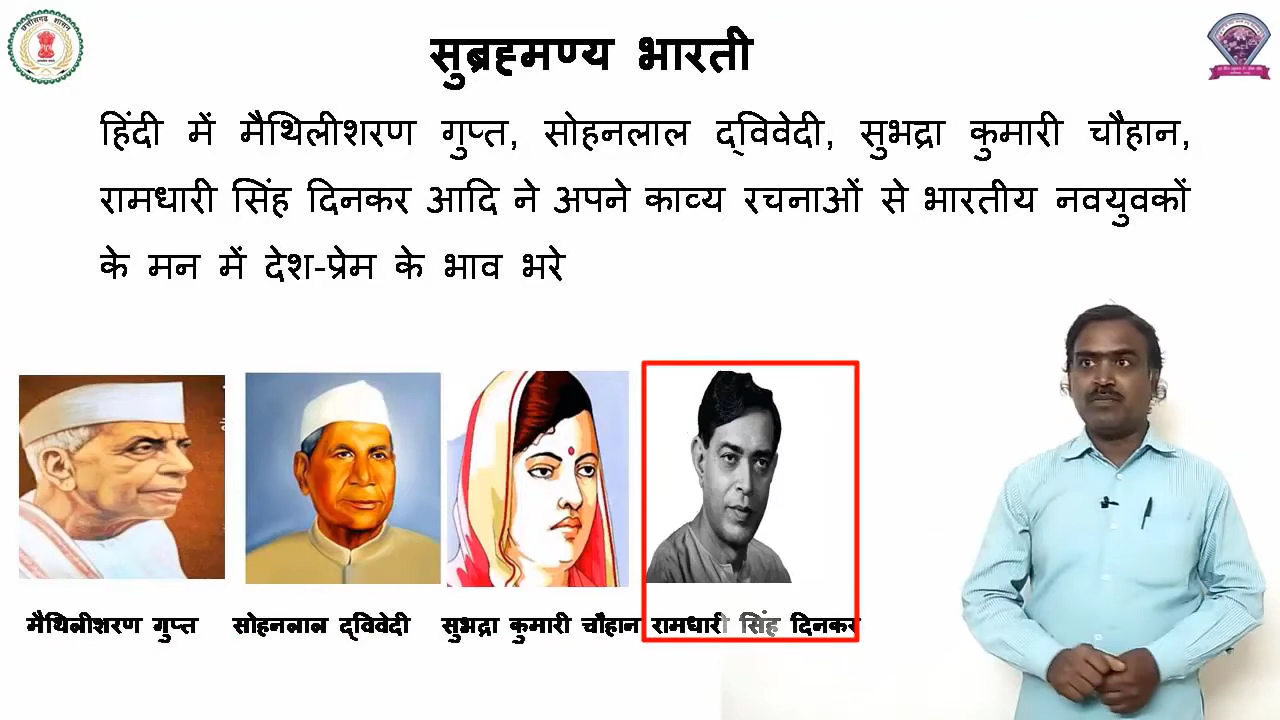 सुब्रह्मण्य भारती
हिंदी में मैथिलीशरण गुप्त, सोहनलाल द्विवेदी, सुभद्रा कुमारी चौहान,
रामधारी सिंह दिनकर आदि ने अपने काव्य रचनाओं से भारतीय नवयुवकों
के मन में देश-प्रेम के भाव भरे
मैथिलीशरण गुप्त सोहनलाल द्विवेदी सुभद्रा कुमारी चौहान रामधारी सिंह दिनकर